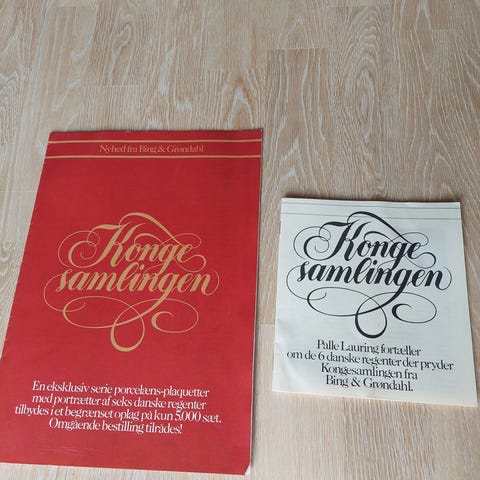 Nyhed fra Bing & Grøndahl
Konge
samlingen
En eksklusiv serie porcelæns-plaquetter
med portrætter af seks danske regenter
tilbydes i et begrænset oplag på kun 5.000 sæt.
Omgående bestilling tilrådes!
Konge
samlingen
Palle Lauring fortæller
om de 6 danske regenter der pryder
Kongesamlingen fra
Bing & Grøndahl.